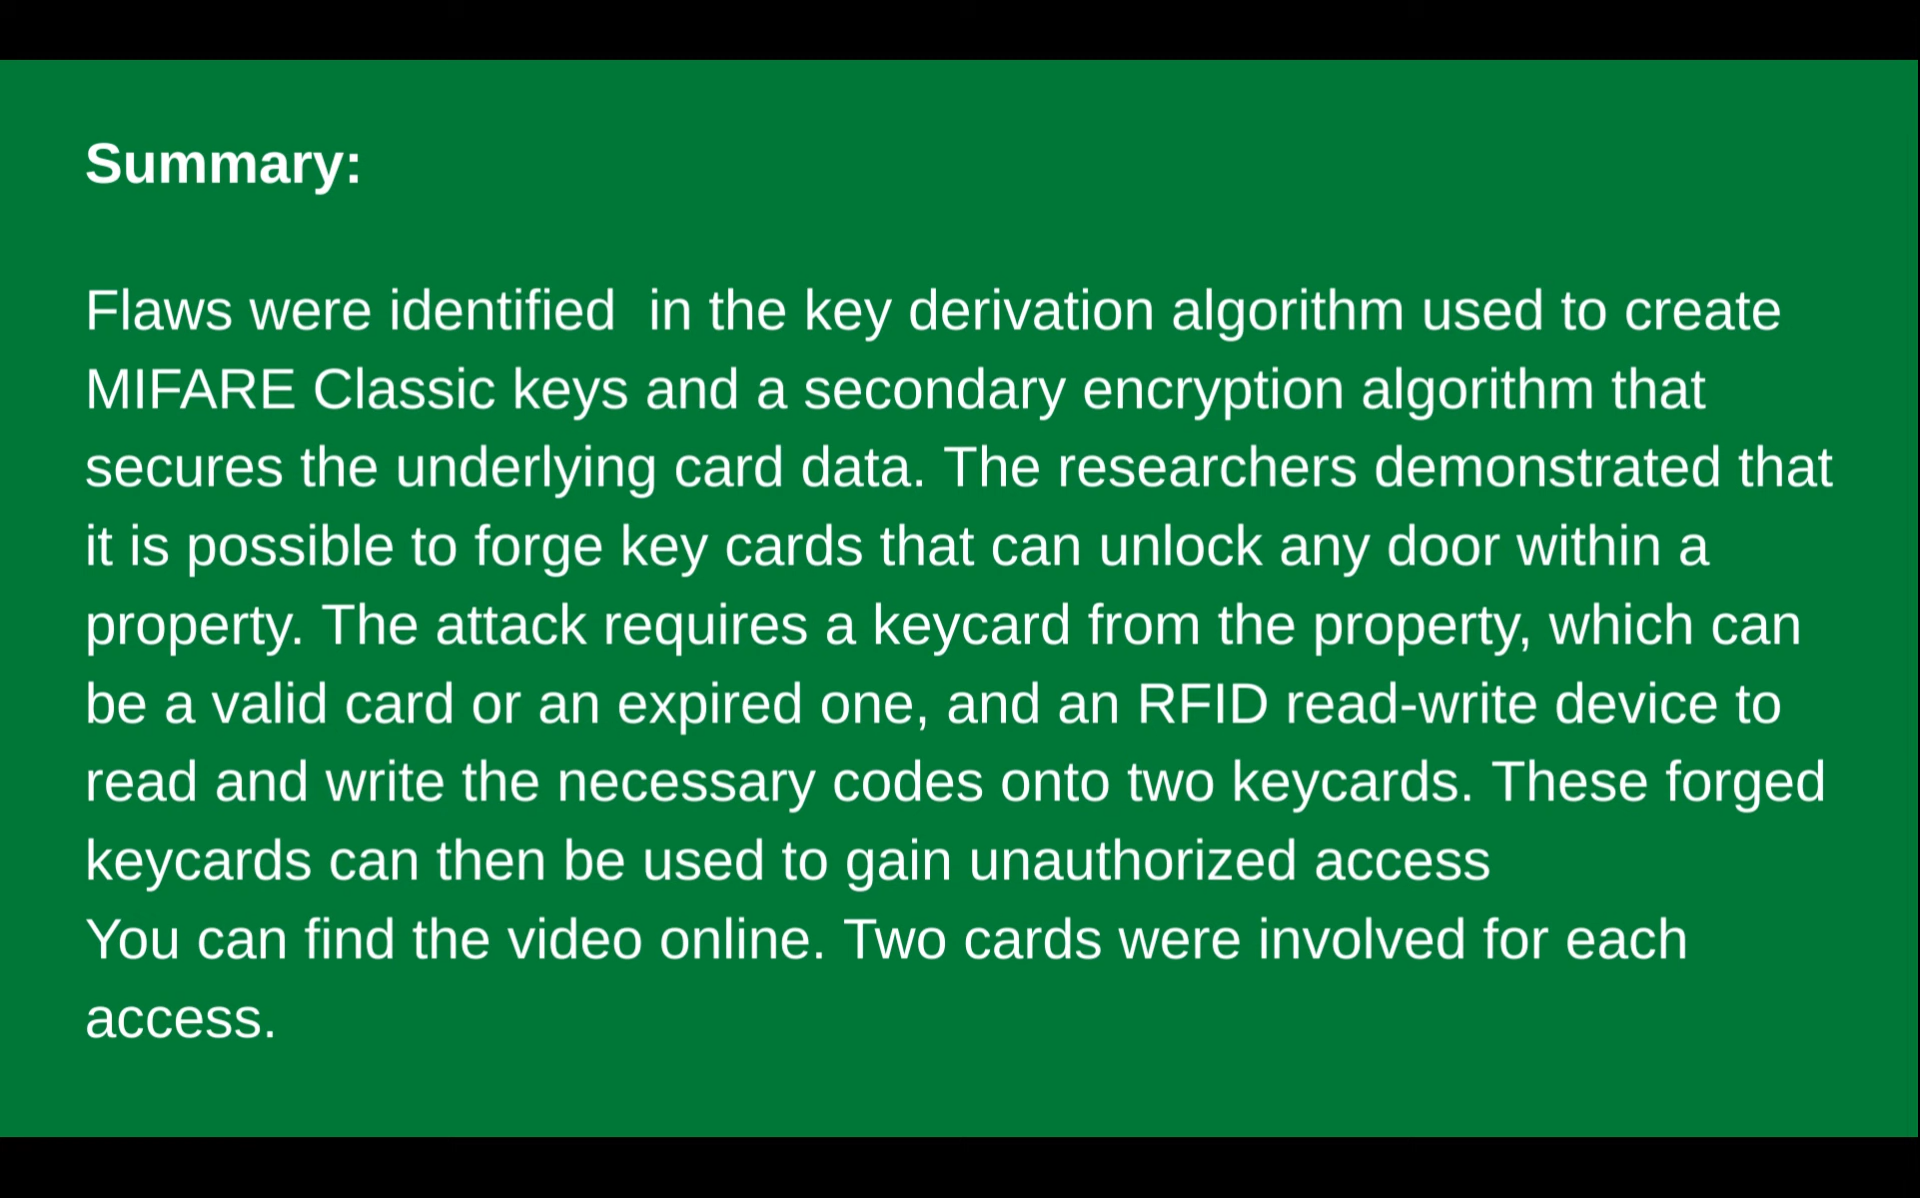 Summary:
Flaws were identified  in the key derivation algorithm used to create
MIFARE Classic keys and a secondary encryption algorithm that
secures the underlying card data. The researchers demonstrated that
it is possible to forge key cards that can unlock any door within a
property. The attack requires a keycard from the property, which can
be a valid card or an expired one, and an RFID read-write device to
read and write the necessary codes onto two keycards. These forged
keycards can then be used to gain unauthorized access
You can find the video online. Two cards were involved for each
access.